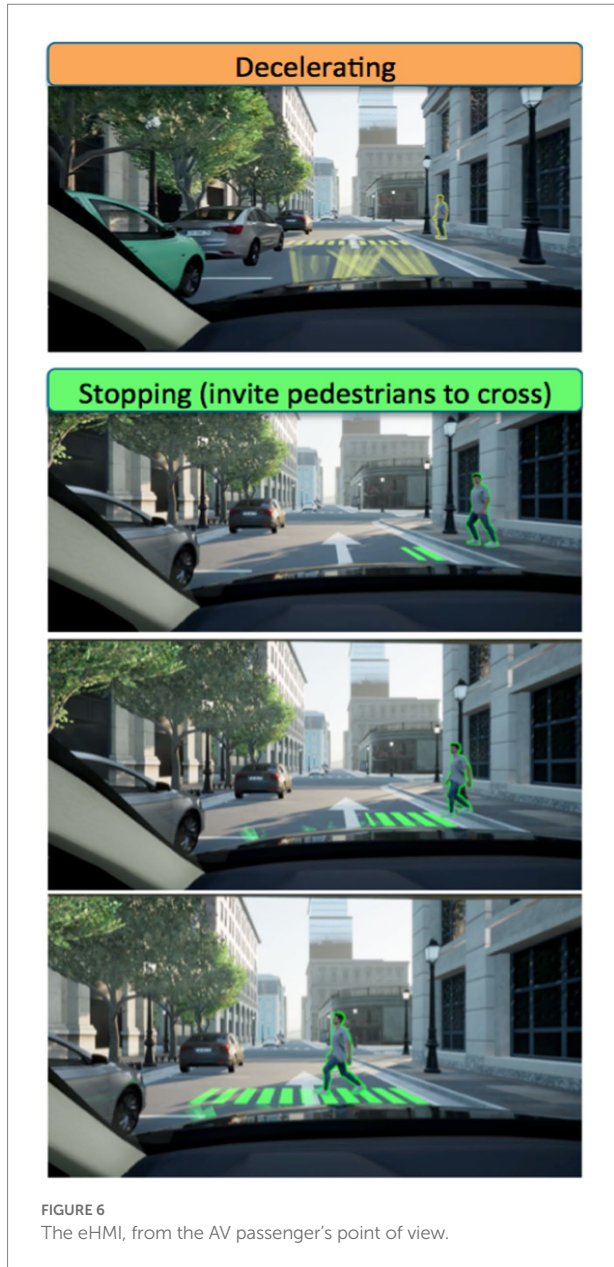 Decelerating
Stopping (invite pedestrians to cross)
FIGURE 6
The eHMI, from the AV passenger's point of view.